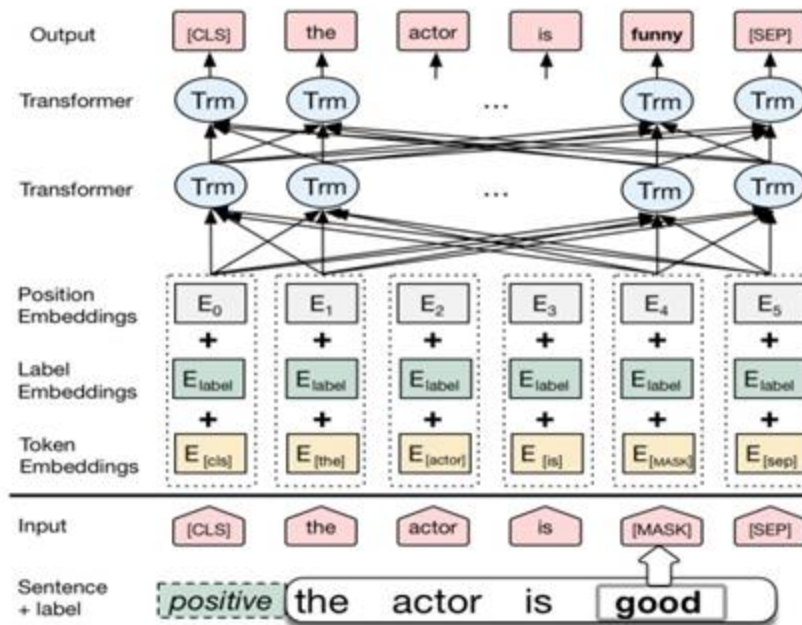 Output [CLS] the actor is funny [SEP]
Transformer Trm Trm ... Trm Trm
Transformer Trm Trm ... Trm Trm
Position Embeddings E0 E1 E2 E3 E4 E5
+ + + + + +
Label Embeddings Elabel Elabel Elabel Elabel Elabel Elabel
+ + + + + +
Token Embeddings E[cls] E[the] E[actor] E[is] E[MASK] E[sep]
Input [CLS] the actor is [MASK] [SEP]
Sentence + label positive the actor is good